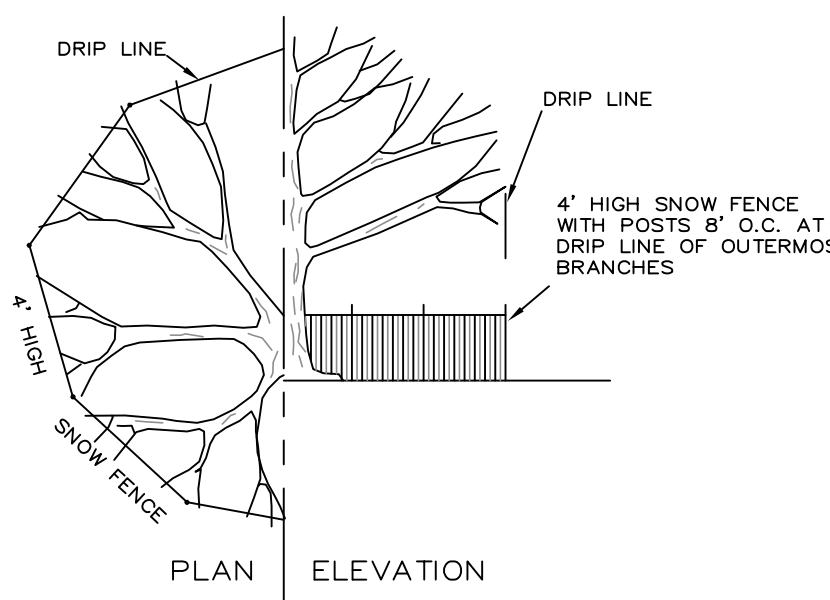 DRIP LINE
DRIP LINE
4' HIGH SNOW FENCE
WITH POSTS 8' O.C. AT
DRIP LINE OF OUTERMOS
BRANCHES
4' HIGH
SNOW FENCE
PLAN
ELEVATION